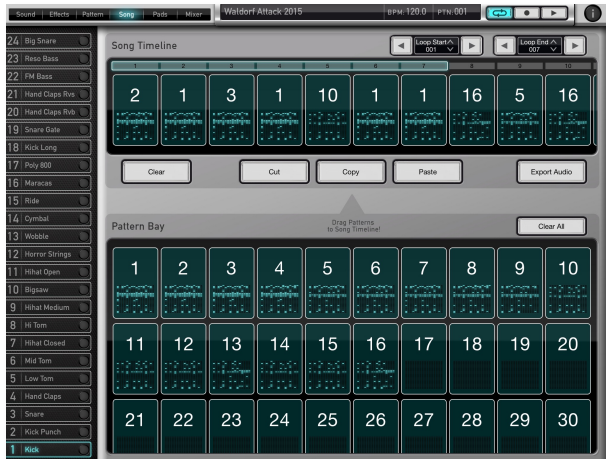 Sound Effects Pattern Song Pads Mixer
Waldorf Attack 2015 BPM: 120.0 PTN: 001
i
24 Big Snare
23 Reso Bass
22 FM Bass
21 Hand Claps Rvs
20 Hand Claps Rvb
19 Snare Gate
18 Kick Long
17 Poly 800
16 Maracas
15 Ride
14 Cymbal
13 Wobble
12 Horror Strings
11 Hihat Open
10 Bigsaw
9 Hihat Medium
8 Hi Tom
7 Hihat Closed
6 Mid Tom
5 Low Tom
4 Hand Claps
3 Snare
2 Kick Punch
1 Kick
Song Timeline
Loop Start
001
Loop End
007
1 2 3 4 5 6 7 8 9 10
2 1 3 1 10 1 1 16 5 16
Clear Cut Copy Paste Export Audio
Pattern Bay
Drag Patterns
to Song Timeline!
Clear All
1 2 3 4 5 6 7 8 9 10
11 12 13 14 15 16 17 18 19 20
21 22 23 24 25 26 27 28 29 30